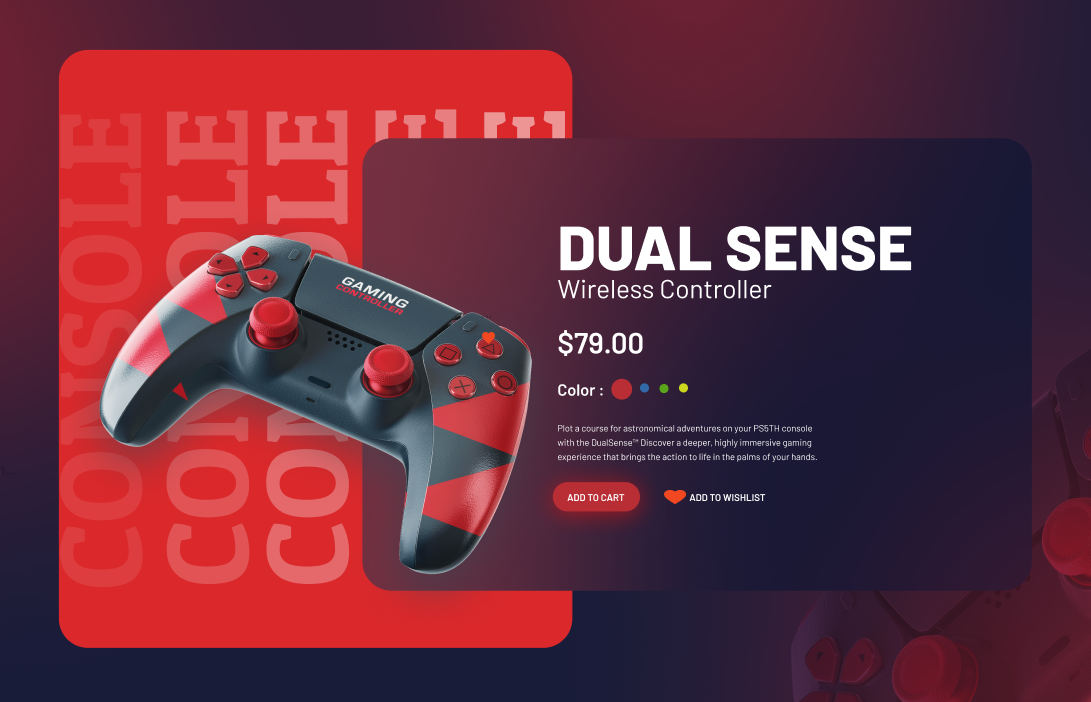 CONSOLE
CONSOLE
CONSOLE
E
E
GAMING
CONTROLLER
DUAL SENSE
Wireless Controller
$79.00
Color :
Plot a course for astronomical adventures on your PS5TH console
with the DualSense™ Discover a deeper, highly immersive gaming
experience that brings the action to life in the palms of your hands.
ADD TO CART
ADD TO WISHLIST